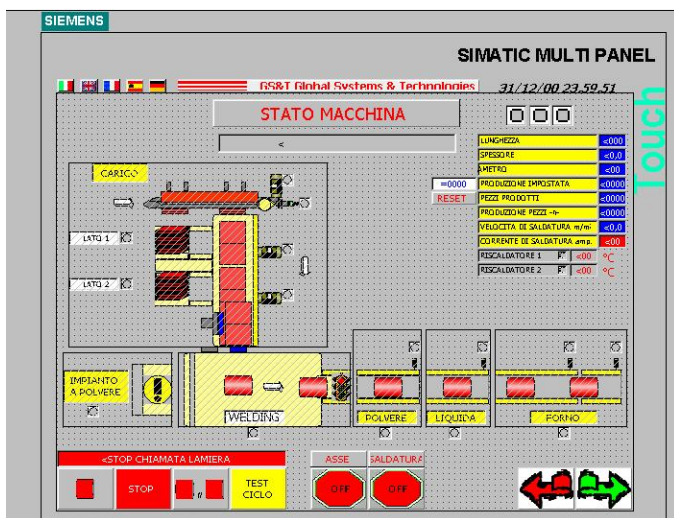 SIEMENS
SIMATIC MULTI PANEL
GS&T Global Systems & Technologies
31/12/00 23.59.51
Touch
STATO MACCHINA
<
LUNGHEZZA <000
SPESSORE <0,0
AMETRO <00
=0000 PRODUZIONE IMPOSTATA <0000
RESET PEZZI PRODOTTI <0000
PRODUZIONE PEZZI -n- <0000
VELOCITA DI SALDATURA m/mi <0,0
CORRENTE DI SALDATURA amp. <00
RISCALDATORE 1 <00 °C
RISCALDATORE 2 <00 °C
CARICO
LATO 1
LATO 2
IMPIANTO
A POLVERE
WELDING
POLVERE
LIQUIDA
FORNO
<STOP CHIAMATA LAMIERA
ASSE
SALDATURA
STOP
TEST
CICLO
OFF
OFF